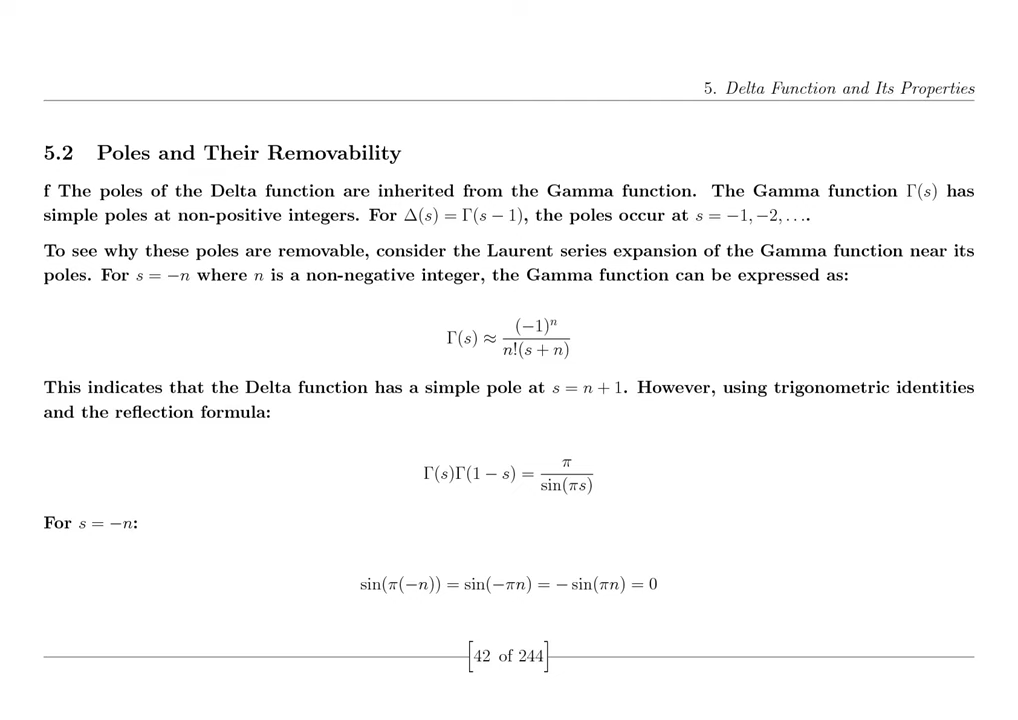 5. Delta Function and Its Properties
5.2 Poles and Their Removability
f The poles of the Delta function are inherited from the Gamma function. The Gamma function Γ(s) has
simple poles at non-positive integers. For Δ(s) = Γ(s − 1), the poles occur at s = −1, −2, . . ..
To see why these poles are removable, consider the Laurent series expansion of the Gamma function near its
poles. For s = −n where n is a non-negative integer, the Gamma function can be expressed as:
Γ(s) ≈ (−1)^n / n!(s + n)
This indicates that the Delta function has a simple pole at s = n + 1. However, using trigonometric identities
and the reflection formula:
Γ(s)Γ(1 − s) = π / sin(πs)
For s = −n:
sin(π(−n)) = sin(−πn) = − sin(πn) = 0
[42 of 244]